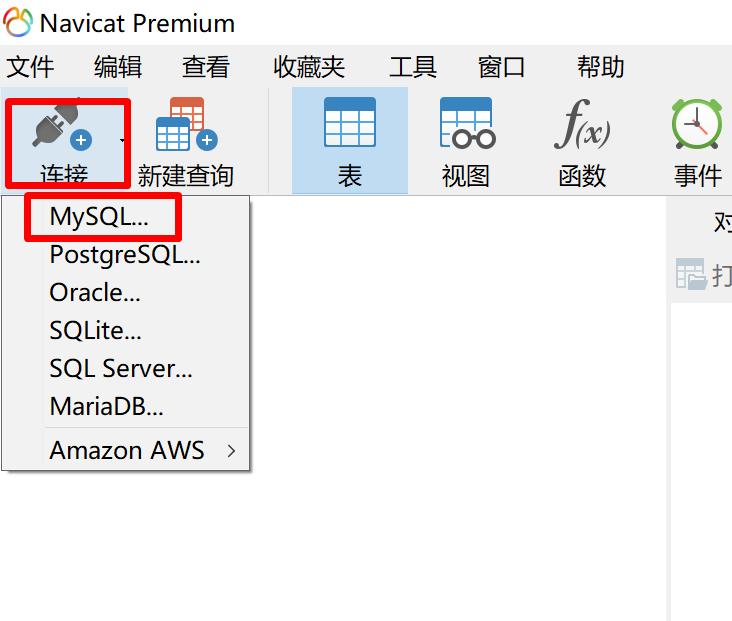 Navicat Premium
文件 编辑 查看 收藏夹 工具 窗口 帮助
连接 新建查询 表 视图 f(x) 函数 事件
MySQL...
PostgreSQL...
Oracle...
SQLite...
SQL Server...
MariaDB...
Amazon AWS >
对
打